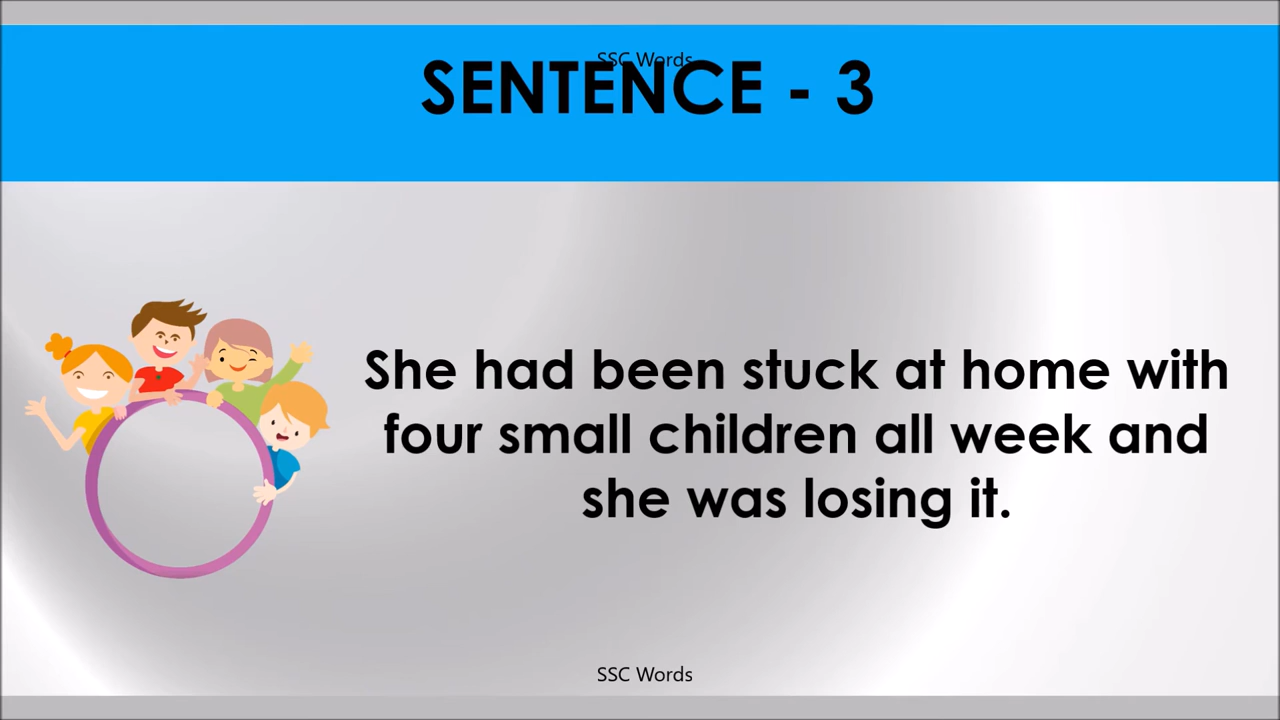 SSC Words
SENTENCE - 3
She had been stuck at home with
four small children all week and
she was losing it.
SSC Words